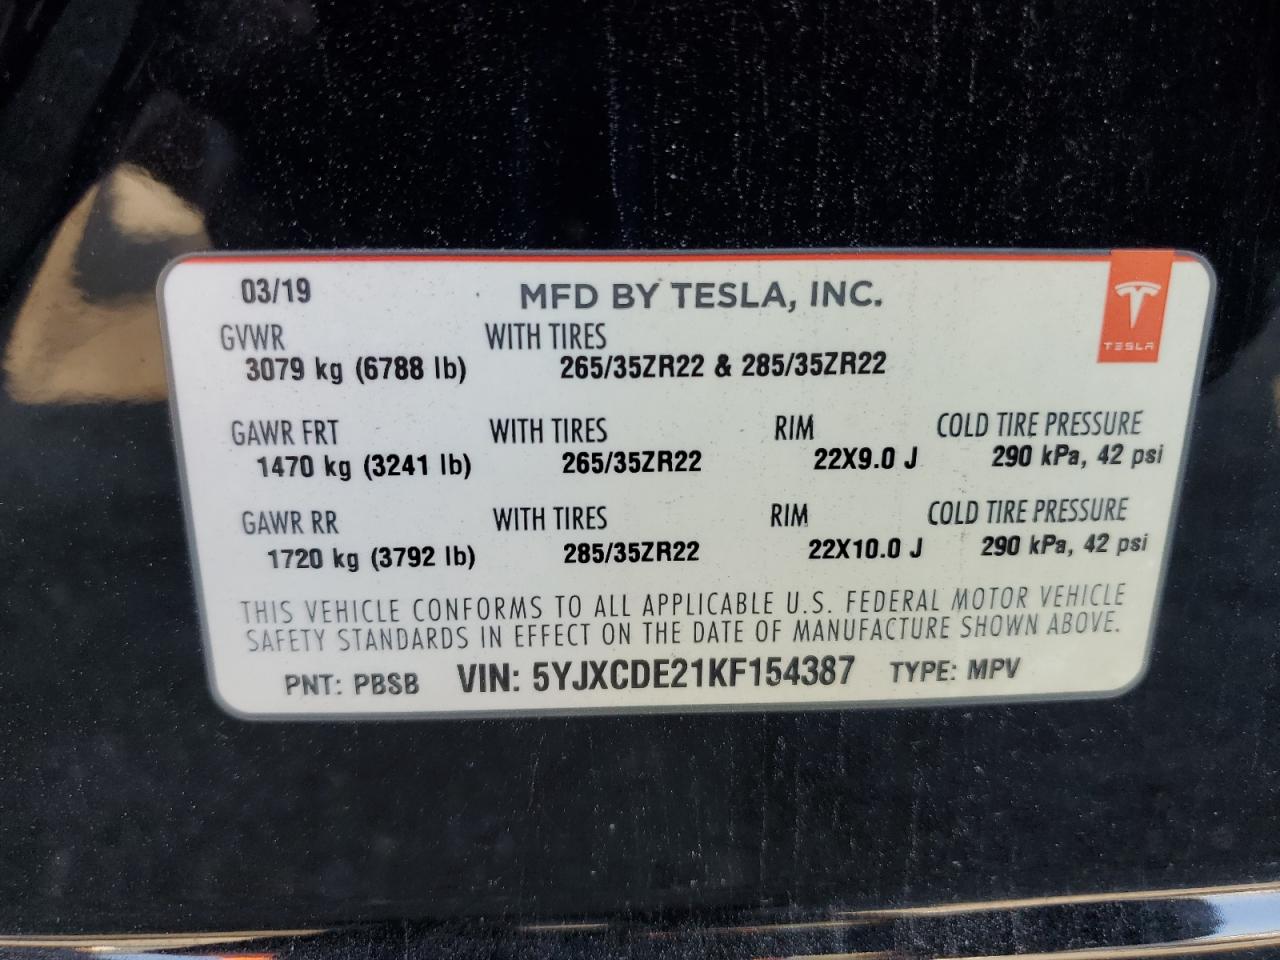 03/19 MFD BY TESLA, INC.
TESLA
GVWR WITH TIRES
3079 kg (6788 lb) 265/35ZR22 & 285/35ZR22
GAWR FRT WITH TIRES RIM COLD TIRE PRESSURE
1470 kg (3241 lb) 265/35ZR22 22X9.0 J 290 kPa, 42 psi
GAWR RR WITH TIRES RIM COLD TIRE PRESSURE
1720 kg (3792 lb) 285/35ZR22 22X10.0 J 290 kPa, 42 psi
THIS VEHICLE CONFORMS TO ALL APPLICABLE U.S. FEDERAL MOTOR VEHICLE
SAFETY STANDARDS IN EFFECT ON THE DATE OF MANUFACTURE SHOWN ABOVE.
PNT: PBSB VIN: 5YJXCDE21KF154387 TYPE: MPV